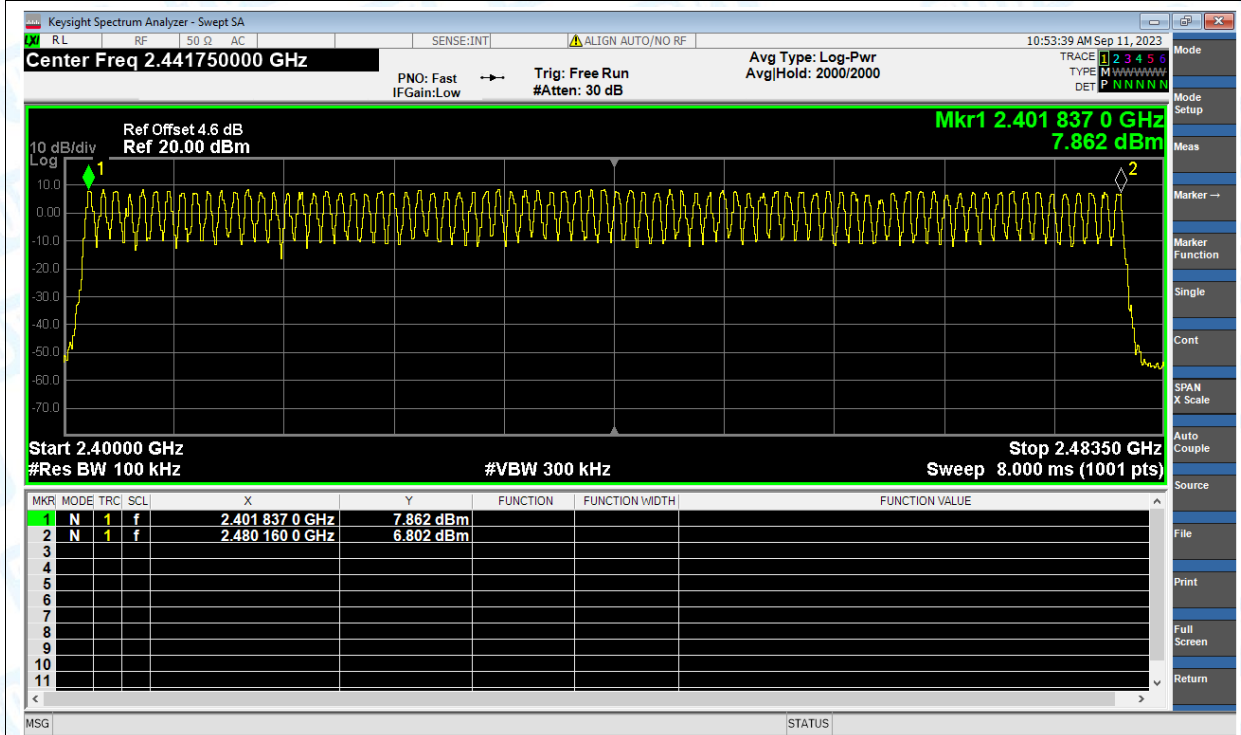 Keysight Spectrum Analyzer - Swept SA
LXI RL RF 50 Ω AC SENSE:INT ALIGN AUTO/NO RF 10:53:39 AM Sep 11, 2023
Center Freq 2.441750000 GHz
PNO: Fast
IFGain:Low
Trig: Free Run
#Atten: 30 dB
Avg Type: Log-Pwr
Avg|Hold: 2000/2000
TRACE 1 2 3 4 5 6
TYPE M WWWWW
DET P N N N N N
Ref Offset 4.6 dB
10 dB/div Ref 20.00 dBm
Log
Mkr1 2.401 837 0 GHz
7.862 dBm
1
2
10.0
0.00
-10.0
-20.0
-30.0
-40.0
-50.0
-60.0
-70.0
Start 2.40000 GHz Stop 2.48350 GHz
#Res BW 100 kHz #VBW 300 kHz Sweep 8.000 ms (1001 pts)
MKR MODE TRC SCL X Y FUNCTION FUNCTION WIDTH FUNCTION VALUE
1 N 1 f 2.401 837 0 GHz 7.862 dBm
2 N 1 f 2.480 160 0 GHz 6.802 dBm
3
4
5
6
7
8
9
10
11
MSG STATUS
Mode
Mode
Setup
Meas
Marker →
Marker
Function
Single
Cont
SPAN
X Scale
Auto
Couple
Source
File
Print
Full
Screen
Return